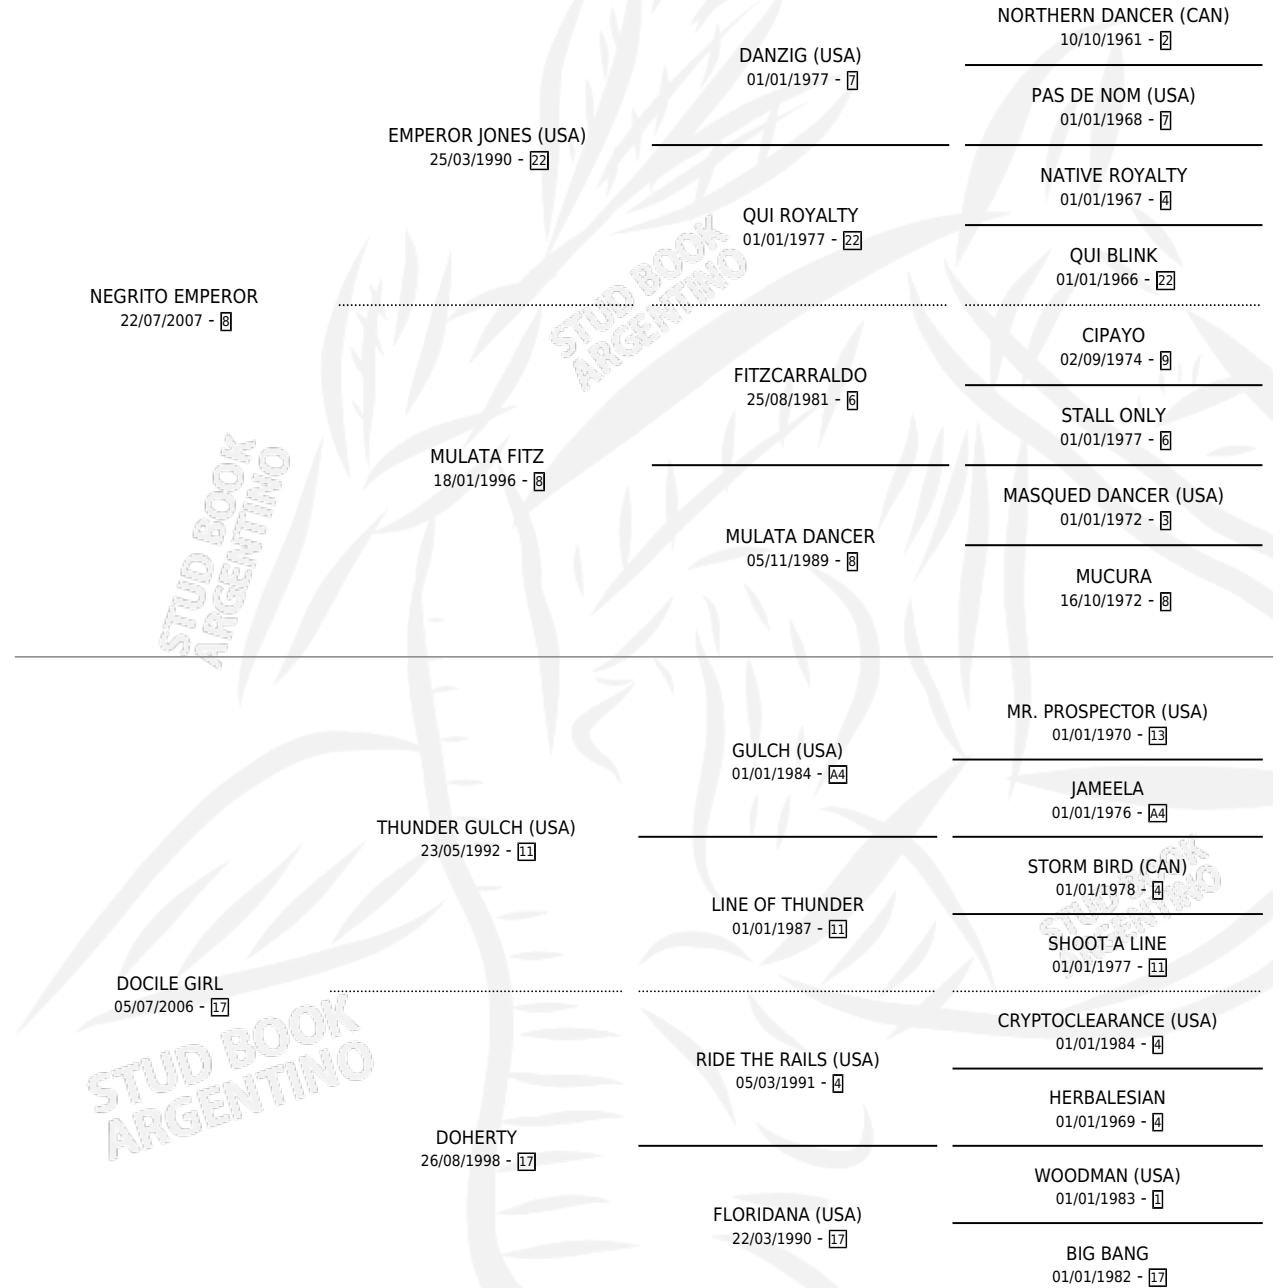 NORTHERN DANCER (CAN)
10/10/1961 - 2
DANZIG (USA)
01/01/1977 - 7
PAS DE NOM (USA)
01/01/1968 - 7
EMPEROR JONES (USA)
25/03/1990 - 22
NATIVE ROYALTY
01/01/1967 - 4
QUI ROYALTY
01/01/1977 - 22
QUI BLINK
01/01/1966 - 22
NEGRITO EMPEROR
22/07/2007 - 8
CIPAYO
02/09/1974 - 9
FITZCARRALDO
25/08/1981 - 6
STALL ONLY
01/01/1977 - 6
MULATA FITZ
18/01/1996 - 8
MASQUED DANCER (USA)
01/01/1972 - 3
MULATA DANCER
05/11/1989 - 8
MUCURA
16/10/1972 - 8
MR. PROSPECTOR (USA)
01/01/1970 - 13
GULCH (USA)
01/01/1984 - A4
JAMEELA
01/01/1976 - A4
THUNDER GULCH (USA)
23/05/1992 - 11
STORM BIRD (CAN)
01/01/1978 - 4
LINE OF THUNDER
01/01/1987 - 11
SHOOT A LINE
01/01/1977 - 11
DOCILE GIRL
05/07/2006 - 17
CRYPTOCLEARANCE (USA)
01/01/1984 - 4
RIDE THE RAILS (USA)
05/03/1991 - 4
HERBALESIAN
01/01/1969 - 4
DOHERTY
26/08/1998 - 17
WOODMAN (USA)
01/01/1983 - 1
FLORIDANA (USA)
22/03/1990 - 17
BIG BANG
01/01/1982 - 17
STUD BOOK
ARGENTINO
STUD BOOK
ARGENTINO
STUD BOOK
ARGENTINO
STUD BOOK
ARGENTINO